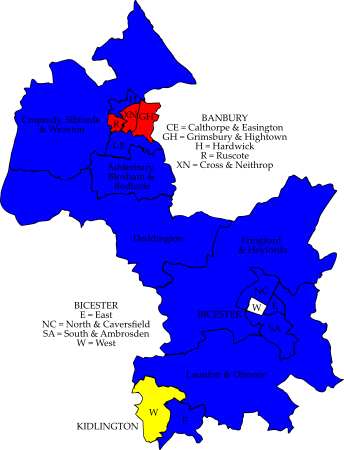 H
Cropredy, Sibfords
& Wroxton
XN
GH
R
CE
BANBURY
CE = Calthorpe & Easington
GH = Grimsbury & Hightown
H = Hardwick
R = Ruscote
XN = Cross & Neithrop
Adderbury,
Bloxham &
Bodicote
Deddington
Fringford
& Heyfords
NC
BICESTER
W
E
SA
BICESTER
E = East
NC = North & Caversfield
SA = South & Ambrosden
W = West
Launton & Otmoor
W
KIDLINGTON
E